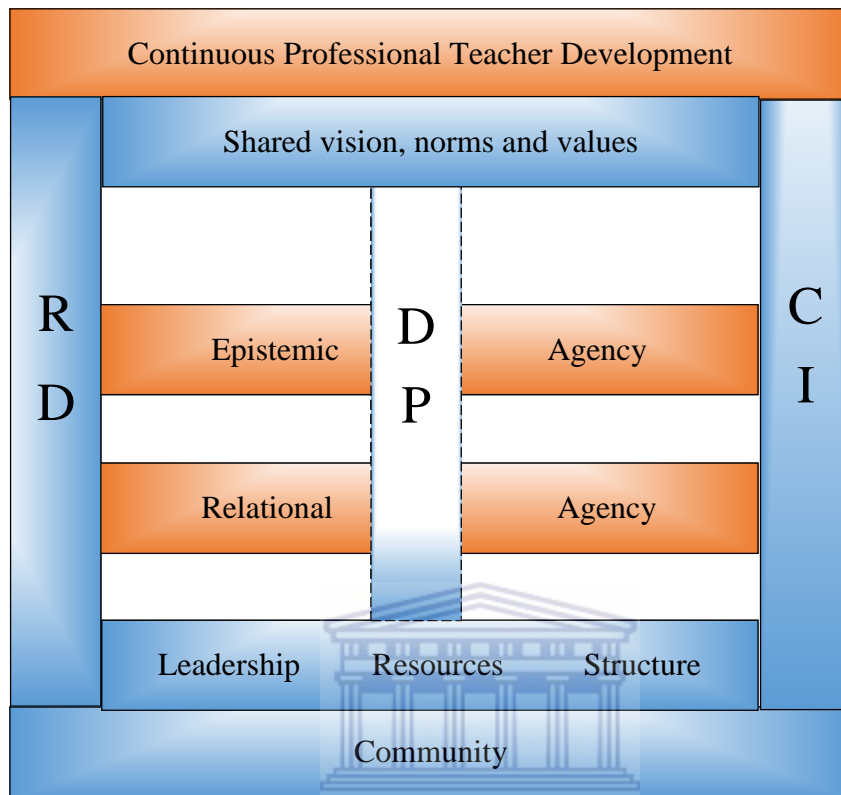 Continuous Professional Teacher Development
Shared vision, norms and values
R
D
D
P
C
I
Epistemic Agency
Relational Agency
Leadership Resources Structure
Community